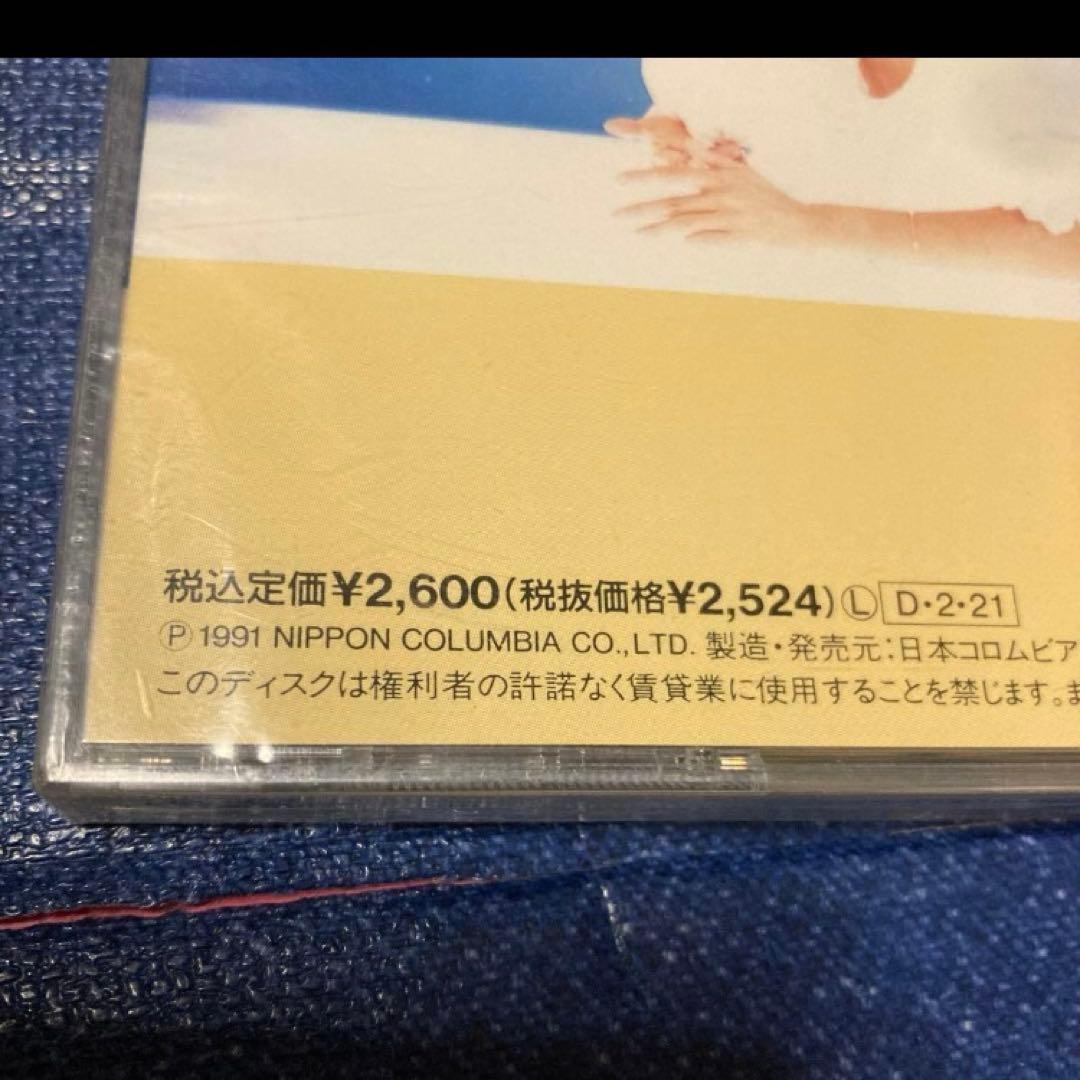 税込定価¥2,600(税抜価格¥2,524)Ⓛ D・2・21
Ⓟ1991 NIPPON COLUMBIA CO.,LTD. 製造・発売元:日本コロムビア
このディスクは権利者の許諾なく賃貸業に使用することを禁じます。ま